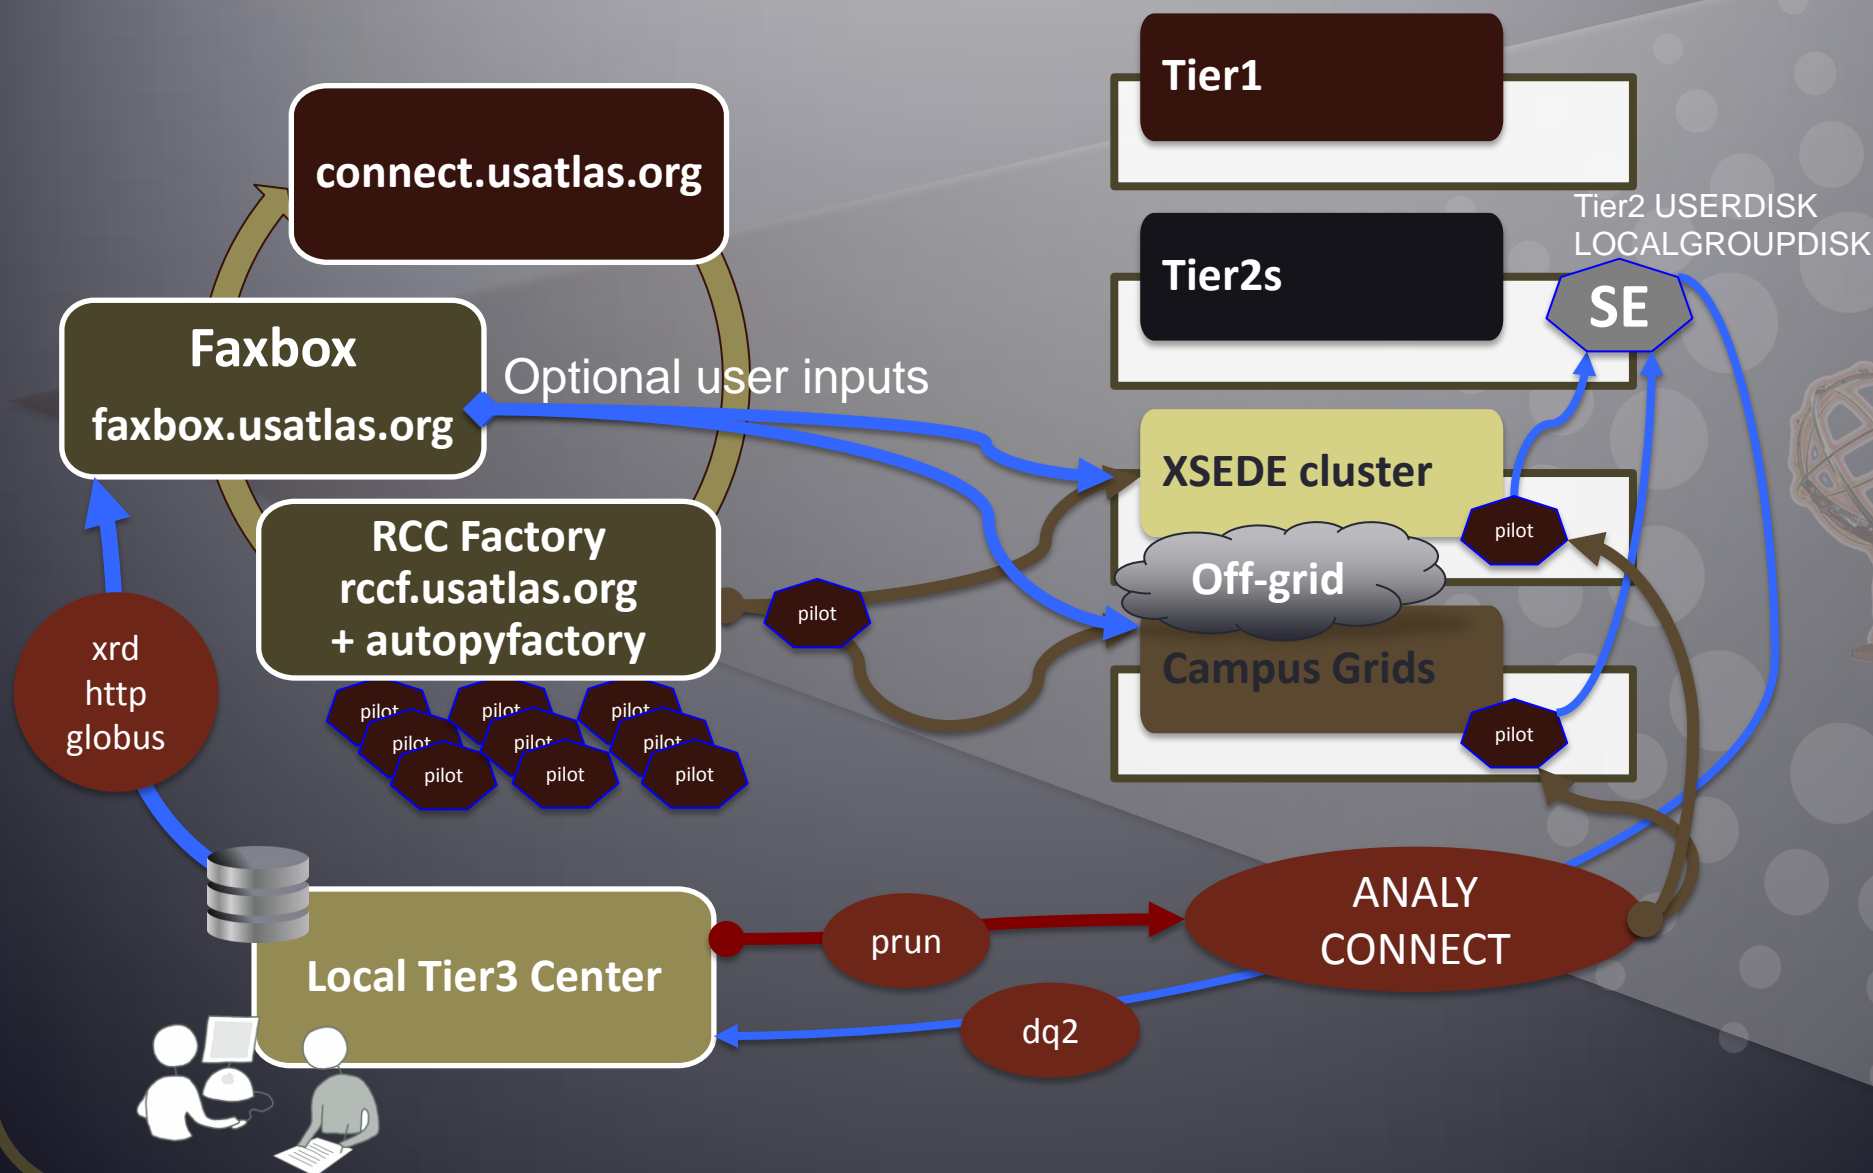 Tier1
connect.usatlas.org
Tier2 USERDISK
LOCALGROUPDISK
Tier2s
SE
Faxbox
faxbox.usatlas.org
Optional user inputs
XSEDE cluster
pilot
RCC Factory
rccf.usatlas.org
+ autopyfactory
Off-grid
pilot
xrd
http
globus
Campus Grids
pilot
pilot
pilot
pilot
pilot
pilot
pilot
pilot
pilot
pilot
ANALY
CONNECT
prun
Local Tier3 Center
dq2